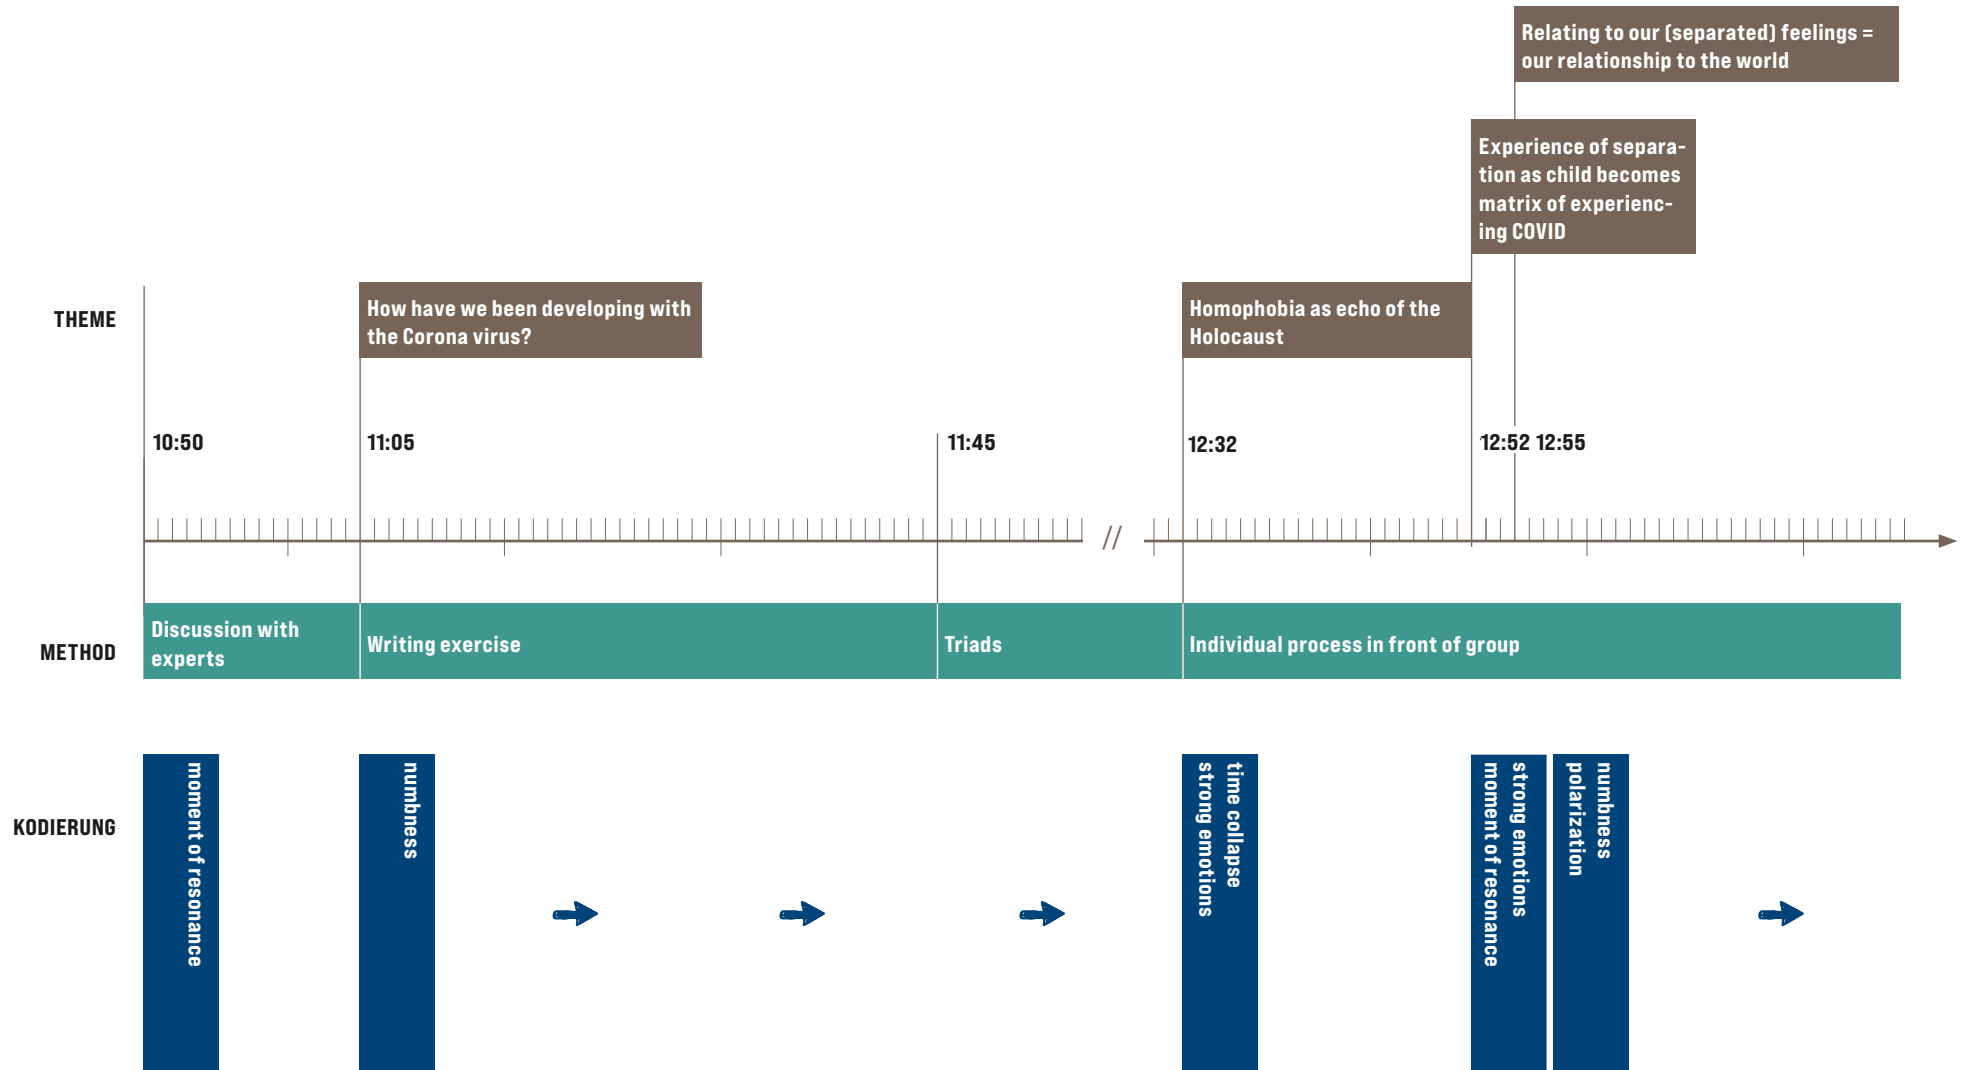 Relating to our (separated) feelings =
our relationship to the world
Experience of separa-
tion as child becomes
matrix of experienc-
ing COVID
THEME
How have we been developing with
the Corona virus?
Homophobia as echo of the
Holocaust
10:50
11:05
11:45
12:32
12:52 12:55
//
METHOD
Discussion with
experts
Writing exercise
Triads
Individual process in front of group
KODIERUNG
moment of resonance
numbness
time collapse
strong emotions
strong emotions
moment of resonance
numbness
polarization